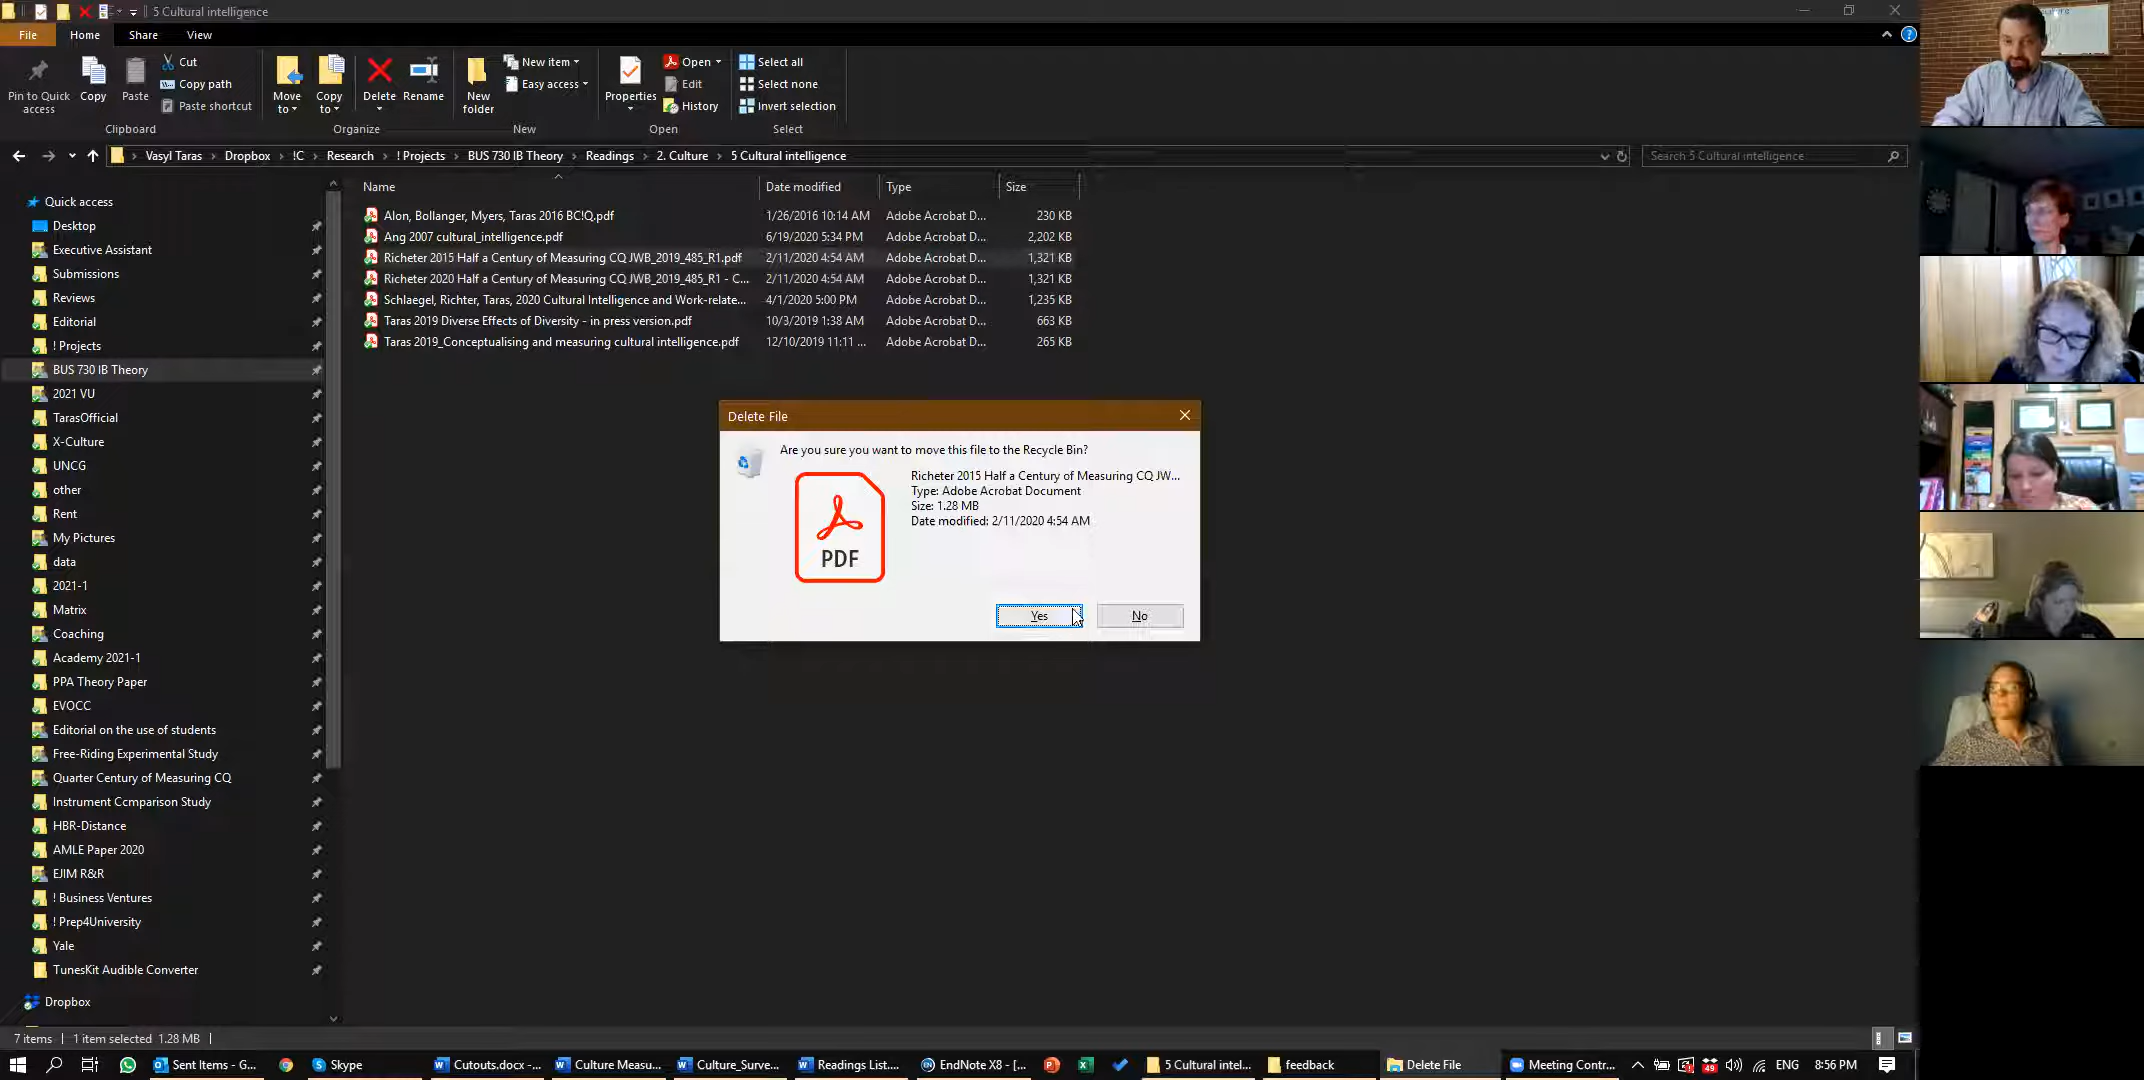 5 Cultural intelligence
File
Home
Share
View
Pin to Quick
access
Copy
Paste
Cut
Copy path
Paste shortcut
Clipboard
Move
to
Copy
to
Delete
Rename
Organize
New
folder
New item
Easy access
New
Properties
Open
Edit
History
Open
Select all
Select none
Invert selection
Select
Vasyl Taras > Dropbox > !C > Research > ! Projects > BUS 730 IB Theory > Readings > 2. Culture > 5 Cultural intelligence
Search 5 Cultural intelligence
Name Date modified Type Size
Alon, Bollanger, Myers, Taras 2016 BC!Q.pdf 1/26/2016 10:14 AM Adobe Acrobat D... 230 KB
Ang 2007 cultural_intelligence.pdf 6/19/2020 5:34 PM Adobe Acrobat D... 2,202 KB
Richeter 2015 Half a Century of Measuring CQ JWB_2019_485_R1.pdf 2/11/2020 4:54 AM Adobe Acrobat D... 1,321 KB
Richeter 2020 Half a Century of Measuring CQ JWB_2019_485_R1 - C... 2/11/2020 4:54 AM Adobe Acrobat D... 1,321 KB
Schlaegel, Richter, Taras, 2020 Cultural Intelligence and Work-relate... 4/1/2020 5:00 PM Adobe Acrobat D... 1,235 KB
Taras 2019 Diverse Effects of Diversity - in press version.pdf 10/3/2019 1:38 AM Adobe Acrobat D... 663 KB
Taras 2019_Conceptualising and measuring cultural intelligence.pdf 12/10/2019 11:11 ... Adobe Acrobat D... 265 KB
Quick access
Desktop
Executive Assistant
Submissions
Reviews
Editorial
! Projects
BUS 730 IB Theory
2021 VU
TarasOfficial
X-Culture
UNCG
other
Rent
My Pictures
data
2021-1
Matrix
Coaching
Academy 2021-1
PPA Theory Paper
EVOCC
Editorial on the use of students
Free-Riding Experimental Study
Quarter Century of Measuring CQ
Instrument Ccmparison Study
HBR-Distance
AMLE Paper 2020
EJIM R&R
! Business Ventures
! Prep4University
Yale
TunesKit Audible Converter
Dropbox
Delete File
Are you sure you want to move this file to the Recycle Bin?
Richeter 2015 Half a Century of Measuring CQ JW...
Type: Adobe Acrobat Document
Size: 1.28 MB
Date modified: 2/11/2020 4:54 AM
PDF
Yes
No
7 items 1 item selected 1.28 MB
Sent Items - G...
Skype
Cutouts.docx -...
Culture Measu...
Culture_Surve...
Readings List....
EndNote X8 - [...
5 Cultural intel...
feedback
Delete File
Meeting Contr...
49
ENG
8:56 PM